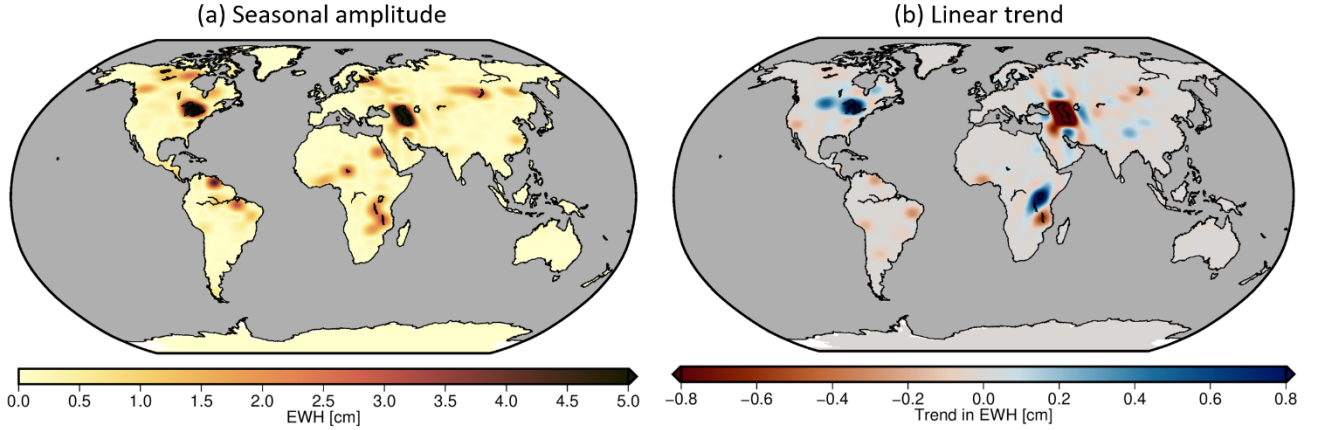 (a) Seasonal amplitude
(b) Linear trend
0.0 0.5 1.0 1.5 2.0 2.5 3.0 3.5 4.0 4.5 5.0
EWH [cm]
−0.8 −0.6 −0.4 −0.2 0.0 0.2 0.4 0.6 0.8
Trend in EWH [cm]